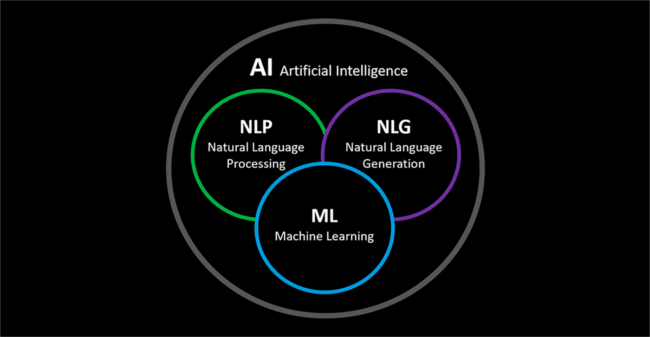 AI Artificial Intelligence
NLP
Natural Language
Processing
NLG
Natural Language
Generation
ML
Machine Learning